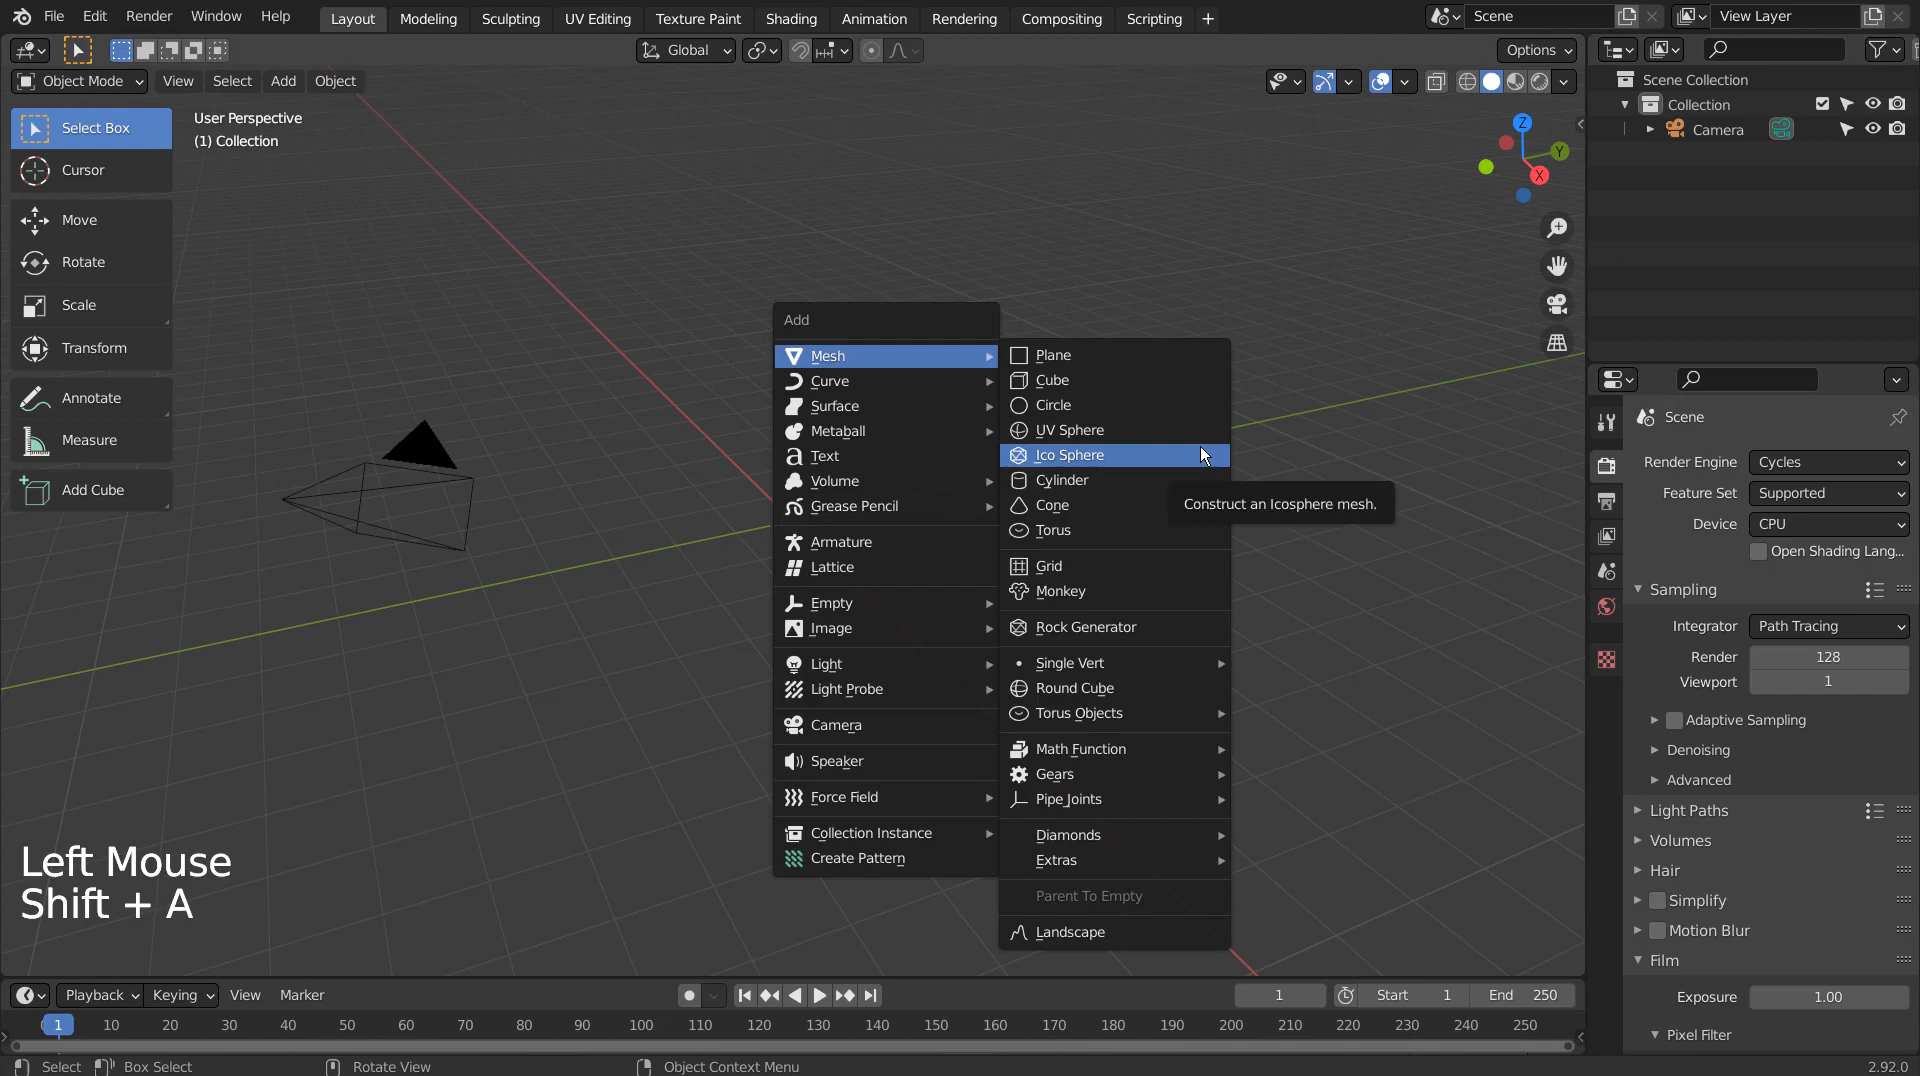 File Edit Render Window Help Layout Modeling Sculpting UV Editing Texture Paint Shading Animation Rendering Compositing Scripting + Scene View Layer
Global Options
Object Mode View Select Add Object
Select Box
Cursor
Move
Rotate
Scale
Transform
Annotate
Measure
Add Cube
User Perspective
(1) Collection
Z
Y
X
Add
Mesh
Curve
Surface
Metaball
Text
Volume
Grease Pencil
Armature
Lattice
Empty
Image
Light
Light Probe
Camera
Speaker
Force Field
Collection Instance
Create Pattern
Plane
Cube
Circle
UV Sphere
Ico Sphere
Cylinder
Cone
Torus
Grid
Monkey
Rock Generator
Single Vert
Round Cube
Torus Objects
Math Function
Gears
Pipe Joints
Diamonds
Extras
Parent To Empty
Landscape
Construct an Icosphere mesh.
Left Mouse
Shift + A
Scene Collection
Collection
Camera
Scene
Render Engine Cycles
Feature Set Supported
Device CPU
Open Shading Lang...
Sampling
Integrator Path Tracing
Render 128
Viewport 1
Adaptive Sampling
Denoising
Advanced
Light Paths
Volumes
Hair
Simplify
Motion Blur
Film
Exposure 1.00
Pixel Filter
Playback Keying View Marker 1 Start 1 End 250
1 10 20 30 40 50 60 70 80 90 100 110 120 130 140 150 160 170 180 190 200 210 220 230 240 250
Select Box Select Rotate View Object Context Menu 2.92.0